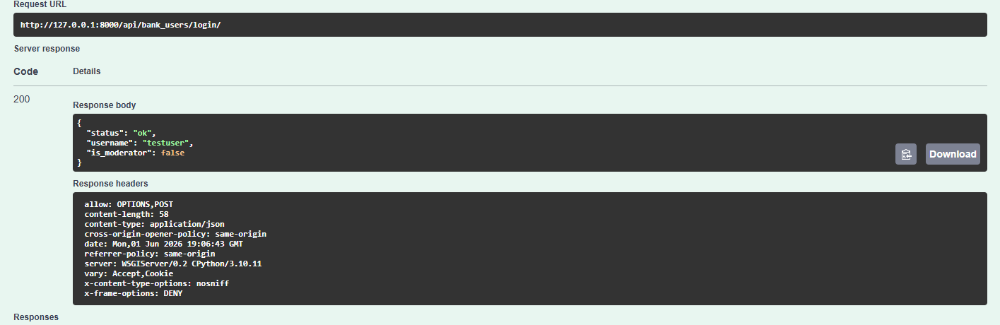 Request URL
http://127.0.0.1:8000/api/bank_users/login/
Server response
Code Details
200
Response body
{
  "status": "ok",
  "username": "testuser",
  "is_moderator": false
}
Download
Response headers
allow: OPTIONS,POST
content-length: 58
content-type: application/json
cross-origin-opener-policy: same-origin
date: Mon,01 Jun 2026 19:06:43 GMT
referrer-policy: same-origin
server: WSGIServer/0.2 CPython/3.10.11
vary: Accept,Cookie
x-content-type-options: nosniff
x-frame-options: DENY
Responses